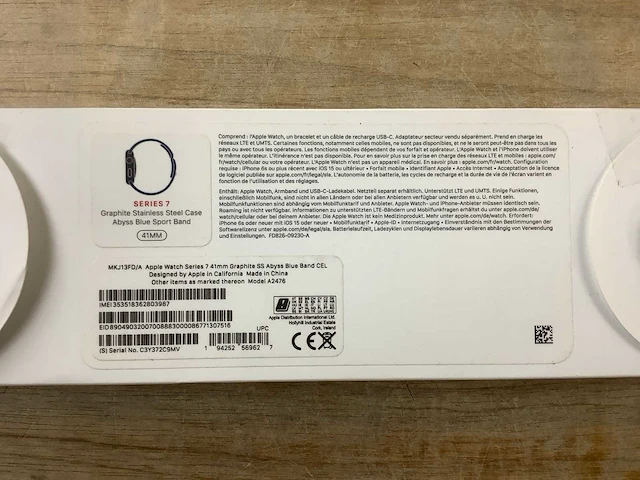 SERIES 7
Graphite Stainless Steel Case
Abyss Blue Sport Band
41MM
Comprend : l'Apple Watch, un bracelet et un câble de recharge USB-C. Adaptateur secteur vendu séparément. Prend en charge les
réseaux LTE et UMTS. Certaines fonctions, notamment celles mobiles, ne sont pas disponibles, et ne le seront peut-être pas dans tous les
pays ou avec tous les opérateurs. Les fonctions mobiles dépendent de vos forfait et opérateur. L'Apple Watch et l'iPhone doivent utiliser
le même opérateur. L'itinérance n'est pas disponible. Pour en savoir plus sur la prise en charge des réseaux LTE et mobiles : apple.com/
fr/watch/cellular ou contactez votre opérateur. L'Apple Watch n'est pas un appareil médical. En savoir plus : apple.com/fr/watch. Configuration
requise : iPhone 6s ou plus récent avec iOS 15 ou ultérieur • Forfait mobile • Identifiant Apple • Accès Internet • Acceptation de la
licence de logiciel publiée sur apple.com/fr/legal/sla. L'autonomie de la batterie, les cycles de recharge et la durée de vie de l'écran varient en
fonction de l'utilisation et des réglages.
Enthält: Apple Watch, Armband und USB-C-Ladekabel. Netzteil separat erhältlich. Unterstützt LTE und UMTS. Einige Funktionen,
einschließlich Mobilfunk, sind nicht in allen Ländern oder bei allen Anbietern verfügbar und werden es u. U. nicht sein.
Mobilfunkfunktionen sind abhängig von Tarif und Anbieter. Apple Watch- und iPhone-Anbieter müssen identisch sein.
Roaming ist nicht verfügbar. Informationen zu unterstützten LTE-Bändern und Mobilfunk erhältst du unter apple.com/de/
watch/cellular oder bei deinem Anbieter. Die Apple Watch ist kein Medizinprodukt. Mehr unter apple.com/de/watch. Erfordert:
iPhone 6s oder neuer mit iOS 15 oder neuer • Mobilfunktarif • Apple-ID • Internetzugang • Einverständnis mit den Bestimmungen der
Softwarelizenz unter apple.com/de/legal/sla. Batterielaufzeit, Ladezyklen und Displaylebensdauer variieren abhängig von Verwendung
und Einstellungen. FD826-09230-A
MKJ13FD/A Apple Watch Series 7 41mm Graphite SS Abyss Blue Band CEL
Designed by Apple in California Made in China
Other items as marked thereon Model A2476
IMEI 353518362803987
EID 89049032007008883000086771307516
(S) Serial No. C3Y372C9MV
UPC
1 94252 56962 7
Apple Distribution International Ltd.
Hollyhill Industrial Estate
Cork, Ireland
CE